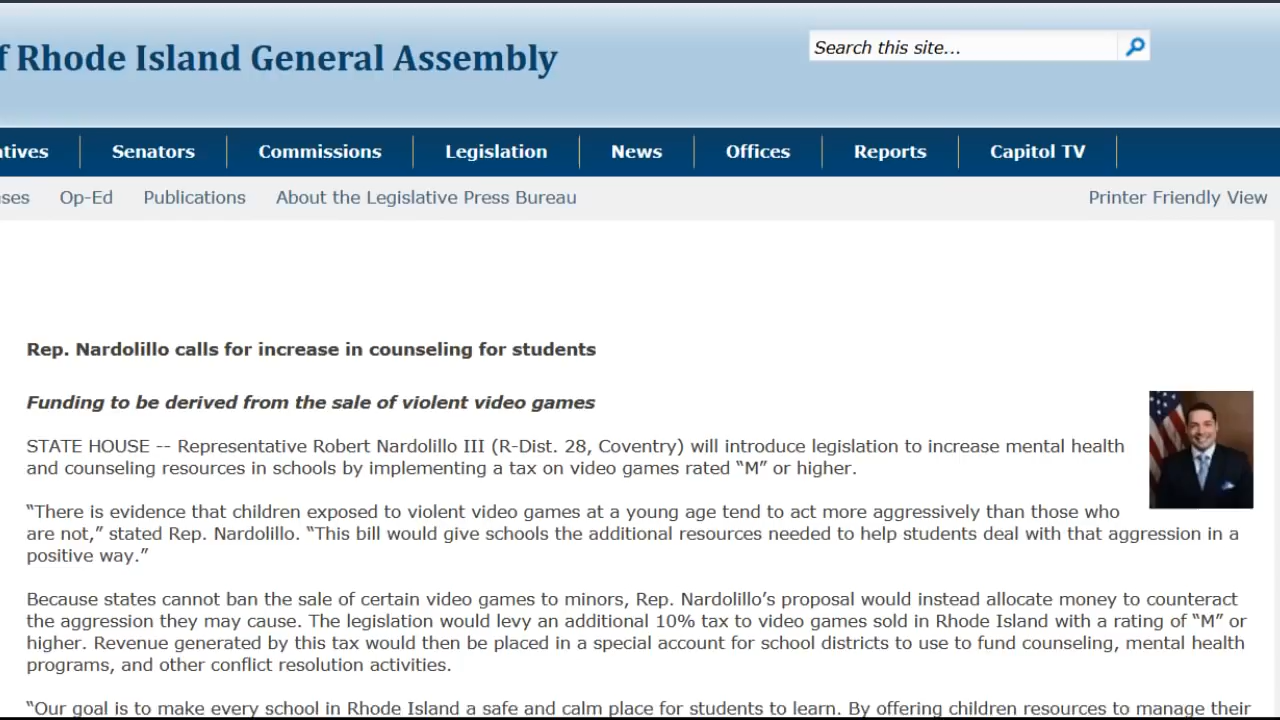 f Rhode Island General Assembly
Search this site...
atives
Senators
Commissions
Legislation
News
Offices
Reports
Capitol TV
ses
Op-Ed
Publications
About the Legislative Press Bureau
Printer Friendly View
Rep. Nardolillo calls for increase in counseling for students
Funding to be derived from the sale of violent video games
STATE HOUSE -- Representative Robert Nardolillo III (R-Dist. 28, Coventry) will introduce legislation to increase mental health
and counseling resources in schools by implementing a tax on video games rated “M” or higher.
“There is evidence that children exposed to violent video games at a young age tend to act more aggressively than those who
are not,” stated Rep. Nardolillo. “This bill would give schools the additional resources needed to help students deal with that aggression in a
positive way.”
Because states cannot ban the sale of certain video games to minors, Rep. Nardolillo’s proposal would instead allocate money to counteract
the aggression they may cause. The legislation would levy an additional 10% tax to video games sold in Rhode Island with a rating of “M” or
higher. Revenue generated by this tax would then be placed in a special account for school districts to use to fund counseling, mental health
programs, and other conflict resolution activities.
“Our goal is to make every school in Rhode Island a safe and calm place for students to learn. By offering children resources to manage their